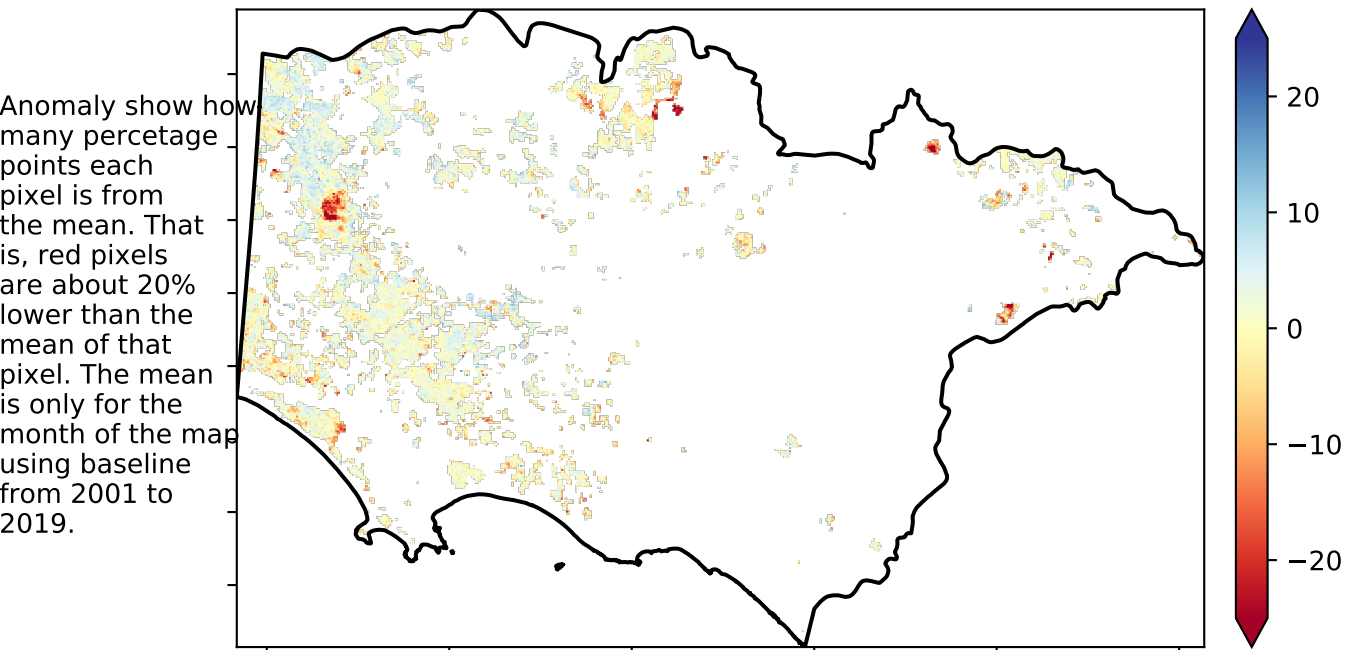 Anomaly show how
many percetage
points each
pixel is from
the mean. That
is, red pixels
are about 20%
lower than the
mean of that
pixel. The mean
is only for the
month of the map
using baseline
from 2001 to
2019.
20
10
0
−10
−20